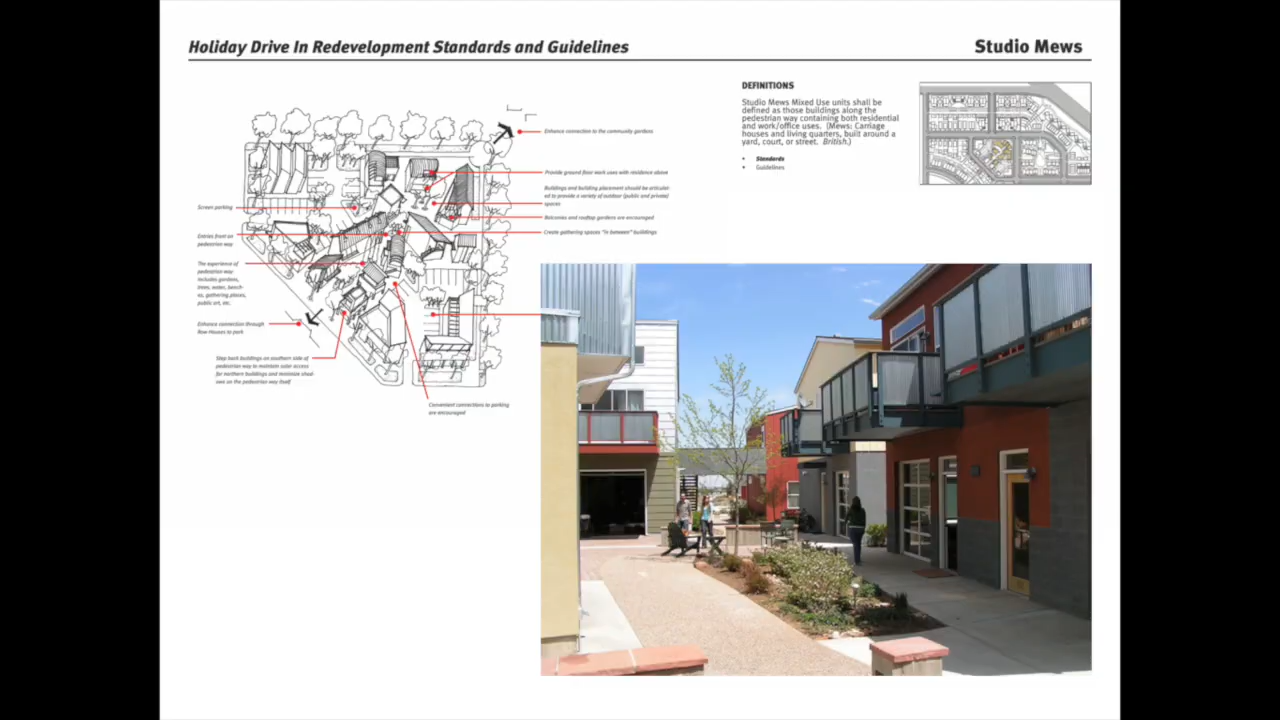 Holiday Drive In Redevelopment Standards and Guidelines
Studio Mews
DEFINITIONS
Studio Mews Mixed Use units shall be
defined as those buildings along the
pedestrian way containing both residential
and work/office uses. (Mews: Carriage
houses and living quarters, built around a
yard, court, or street. British.)
• Standards
• Guidelines
Enhance connection to the community gardens
Provide ground floor work uses with residence above
Buildings and building placement should be articulat
ed to provide a variety of outdoor (public and private)
spaces
Balconies and rooftop gardens are encouraged
Create gathering spaces "in between" buildings
Screen parking
Entries front on
pedestrian way
The experience of
pedestrian way
includes gardens,
trees, water, bench-
es, gathering places,
public art, etc.
Enhance connection through
Row-Houses to park
Step back buildings on southern side of
pedestrian way to maintain solar access
for northern buildings and minimize shad-
ows on the pedestrian way itself
Convenient connections to parking
are encouraged